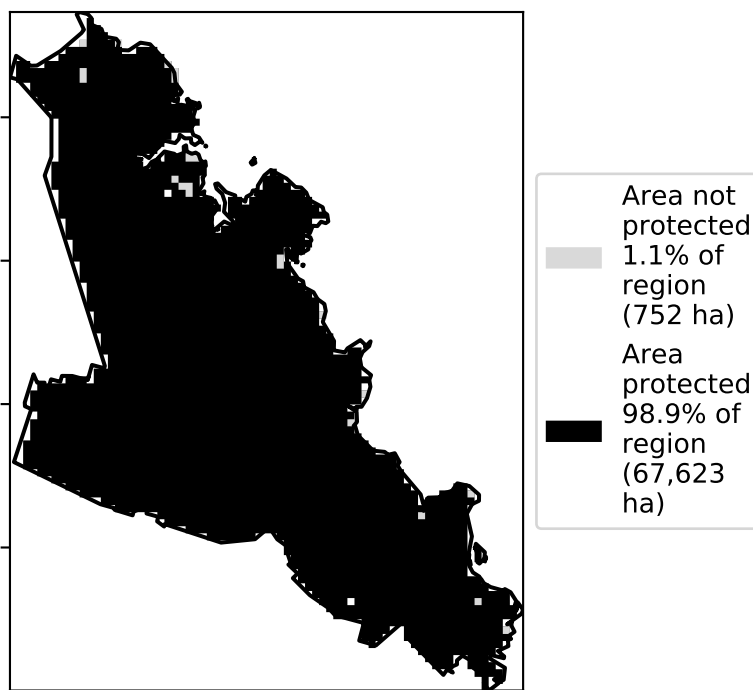 Area not
protected
1.1% of
region
(752 ha)
Area
protected
98.9% of
region
(67,623
ha)